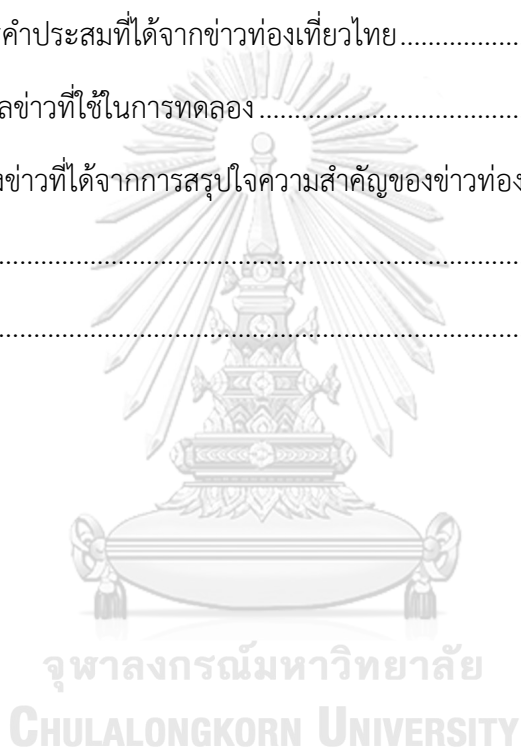 รคำประสมที่ได้จากข่าวท่องเที่ยวไทย.................
ลข่าวที่ใช้ในการทดลอง...................................
งข่าวที่ได้จากการสรุปใจความสำคัญของข่าวท่อง
จุฬาลงกรณ์มหาวิทยาลัย
CHULALONGKORN UNIVERSITY